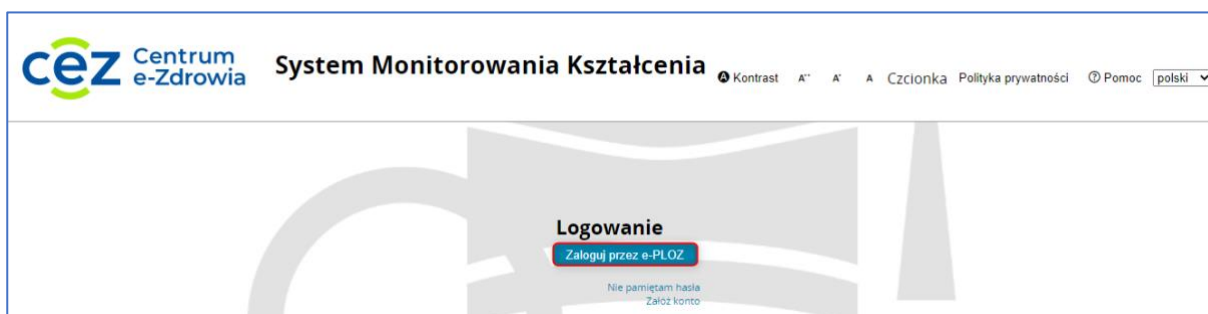 cez Centrum
e-Zdrowia
System Monitorowania Kształcenia
A Kontrast A++ A+ A Czcionka Polityka prywatności ? Pomoc polski
Logowanie
Zaloguj przez e-PLOZ
Nie pamiętam hasła
Załóż konto